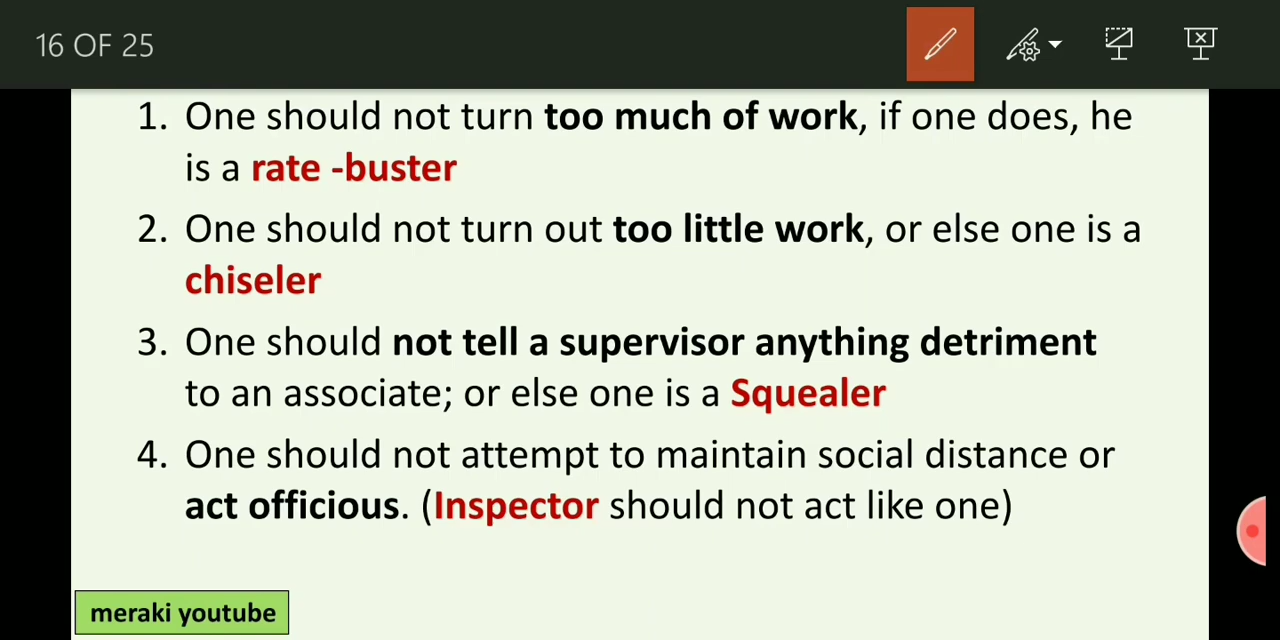 16 OF 25
1. One should not turn too much of work, if one does, he
is a rate -buster
2. One should not turn out too little work, or else one is a
chiseler
3. One should not tell a supervisor anything detriment
to an associate; or else one is a Squealer
4. One should not attempt to maintain social distance or
act officious. (Inspector should not act like one)
meraki youtube